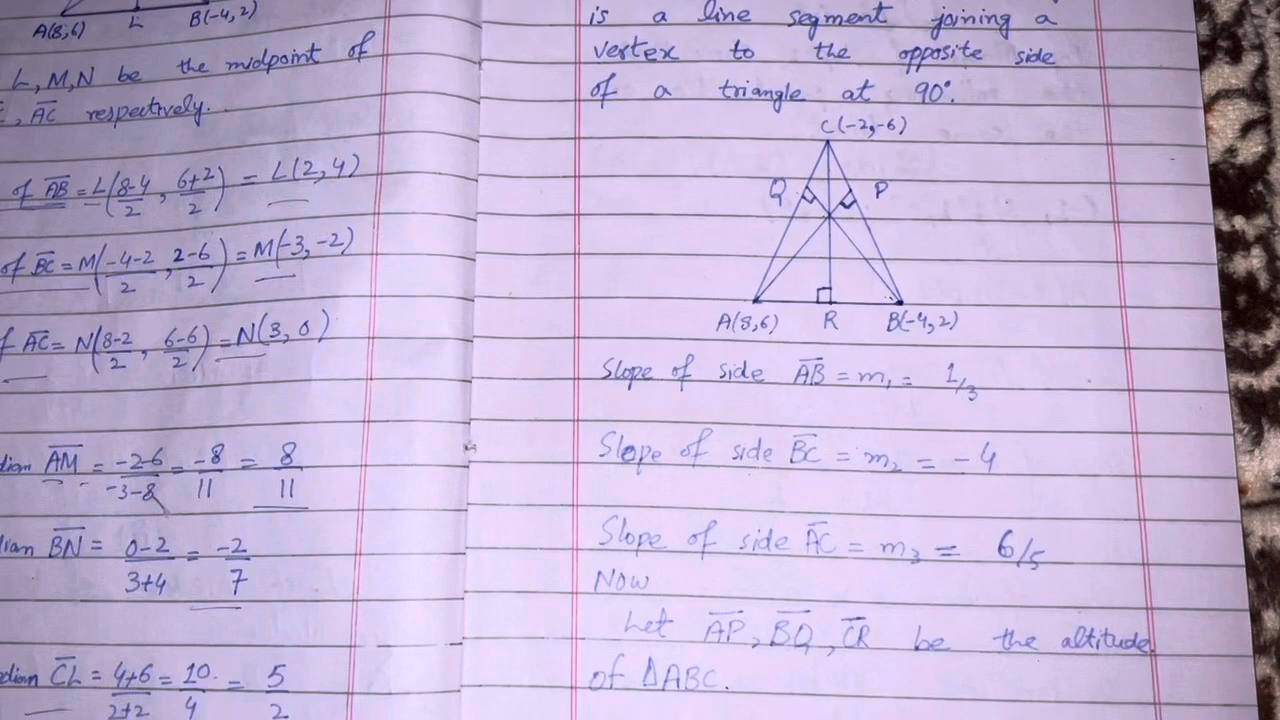 A(8,6) L B(-4,2)
L, M, N be the midpoint of
, AC respectively.
of AB = L(8-4/2, 6+2/2) = L(2, 4)
of BC = M(-4-2/2, 2-6/2) = M(-3, -2)
f AC = N(8-2/2, 6-6/2) = N(3, 0)
dian AM = -2-6/-3-8 = -8/11 = 8/11
dian BN = 0-2/3+4 = -2/7
dian CL = 4+6/2+2 = 10/4 = 5/2
is a line segment joining a
vertex to the opposite side
of a triangle at 90°.
C(-2,-6)
Q P
A(8,6) R B(-4,2)
Slope of side AB = m₁ = 1/3
Slope of side BC = m₂ = -4
Slope of side AC = m₃ = 6/5
Now
Let AP, BQ, CR be the altitude
of ΔABC.